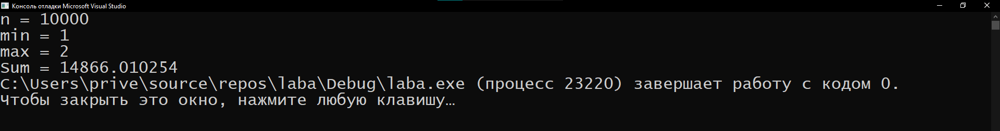 Консоль отладки Microsoft Visual Studio
n = 10000
min = 1
max = 2
Sum = 14866.010254
C:\Users\prive\source\repos\laba\Debug\laba.exe (процесс 23220) завершает работу с кодом 0.
Чтобы закрыть это окно, нажмите любую клавишу…